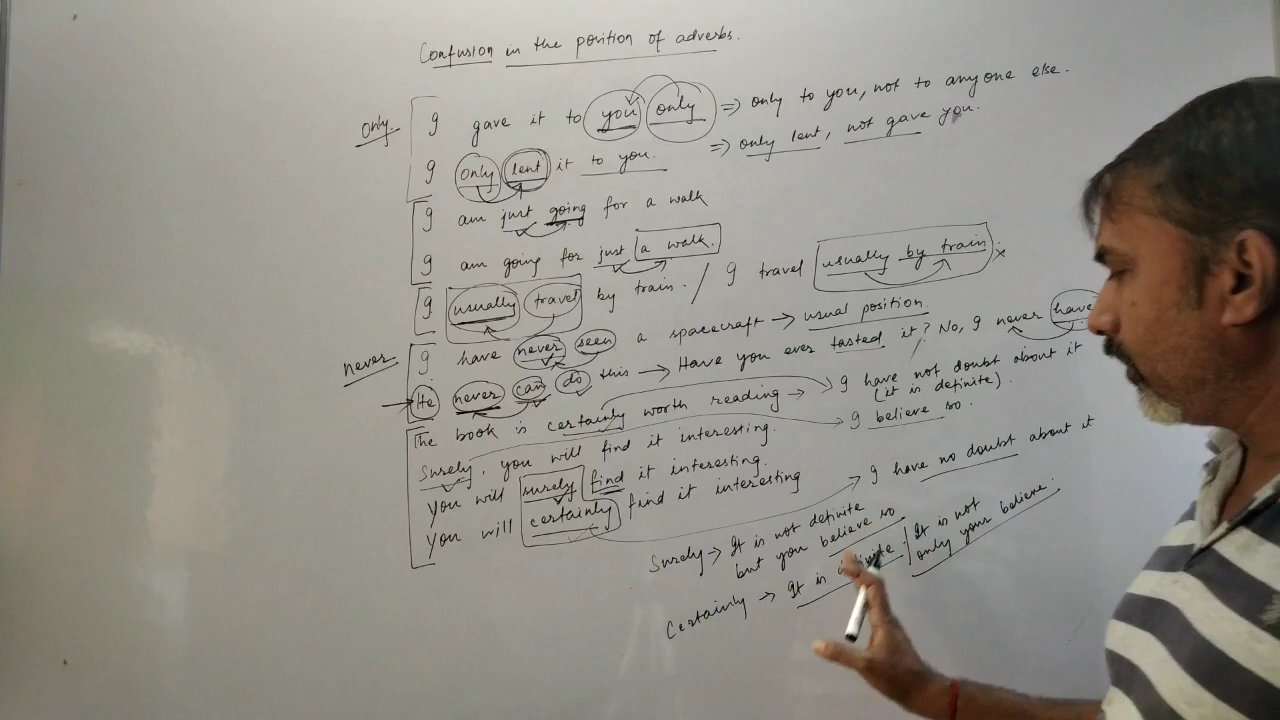 Confusion in the position of adverbs.
only I gave it to you only ⇒ only to you, not to anyone else.
I only lent it to you. ⇒ only lent, not gave you.
I am just going for a walk
I am going for just a walk.
I usually travel by train. / I travel usually by train. ×
never I have never seen a spacecraft → usual position.
He never can do this → Have you ever tasted it? No, I never have
The book is certainly worth reading → I have not doubt about it
(it is definite).
Surely, you will find it interesting. I believe so.
You will surely find it interesting.
You will certainly find it interesting I have no doubt about it
Surely → It is not definite
but you believe so
Certainly → It is definite / It is not
only your believe.